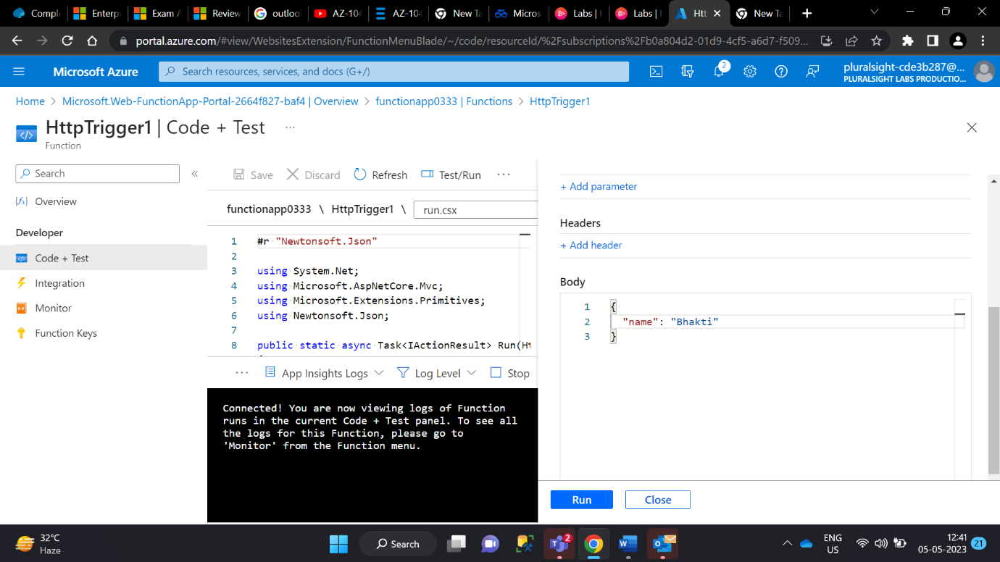 Comple
Enterp
Exam A
Review
outloo
AZ-104
AZ-104
New Ta
Micros
Labs |
Labs |
Htt
New Ta
portal.azure.com/#view/WebsitesExtension/FunctionMenuBlade/~/code/resourceId/%2Fsubscriptions%2Fb0a804d2-01d9-4cf5-a6d7-f509...
Microsoft Azure
Search resources, services, and docs (G+/)
2
pluralsight-cde3b287@...
PLURALSIGHT LABS PRODUCTIO...
Home > Microsoft.Web-FunctionApp-Portal-2664f827-baf4 | Overview > functionapp0333 | Functions > HttpTrigger1
HttpTrigger1 | Code + Test ...
Function
Search
«
Overview
Developer
Code + Test
Integration
Monitor
Function Keys
Save
Discard
Refresh
Test/Run
...
functionapp0333 \ HttpTrigger1 \ run.csx
1 #r "Newtonsoft.Json"
2
3 using System.Net;
4 using Microsoft.AspNetCore.Mvc;
5 using Microsoft.Extensions.Primitives;
6 using Newtonsoft.Json;
7
8 public static async Task<IActionResult> Run(Ht
... App Insights Logs
Log Level
Stop
Connected! You are now viewing logs of Function
runs in the current Code + Test panel. To see all
the logs for this Function, please go to
'Monitor' from the Function menu.
+ Add parameter
Headers
+ Add header
Body
1 {
2 "name": "Bhakti"
3 }
Run
Close
32°C
Haze
Search
2
ENG
US
12:41
05-05-2023
21